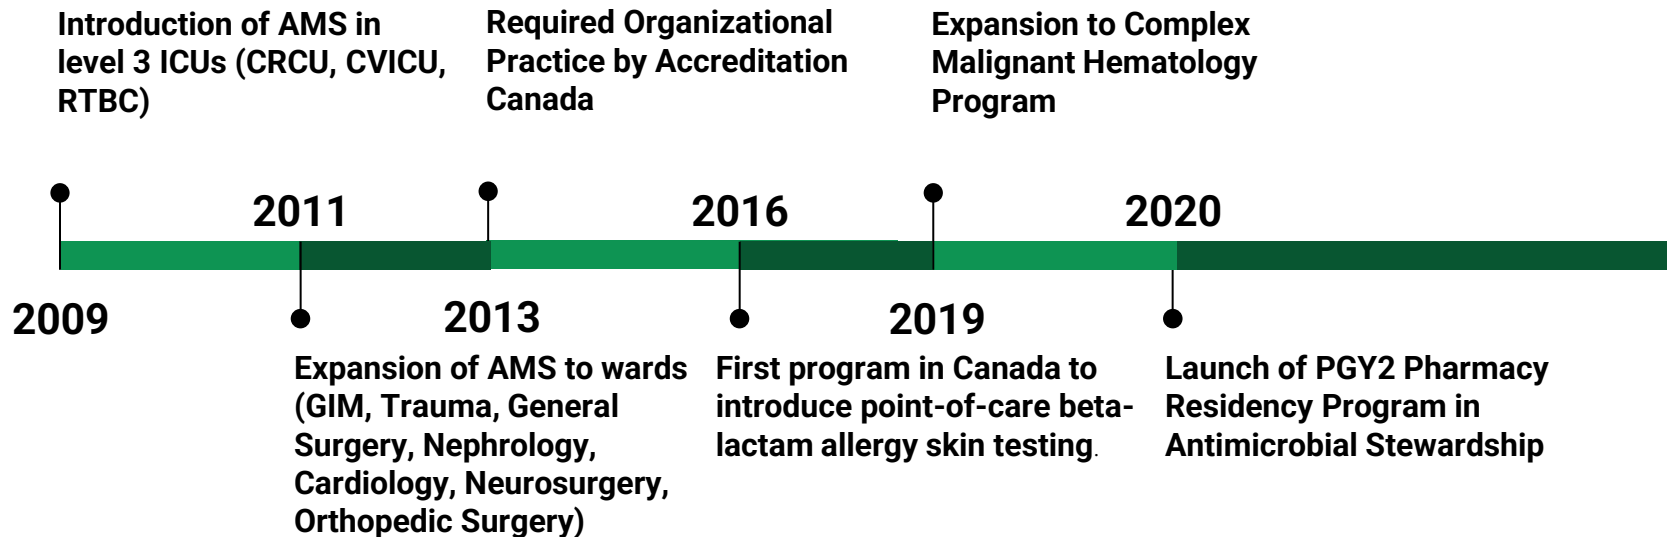 Introduction of AMS in
level 3 ICUs (CRCU, CVICU,
RTBC)
Required Organizational
Practice by Accreditation
Canada
Expansion to Complex
Malignant Hematology
Program
2011
2016
2020
2009
2013
2019
Expansion of AMS to wards
(GIM, Trauma, General
Surgery, Nephrology,
Cardiology, Neurosurgery,
Orthopedic Surgery)
First program in Canada to
introduce point-of-care beta-
lactam allergy skin testing.
Launch of PGY2 Pharmacy
Residency Program in
Antimicrobial Stewardship